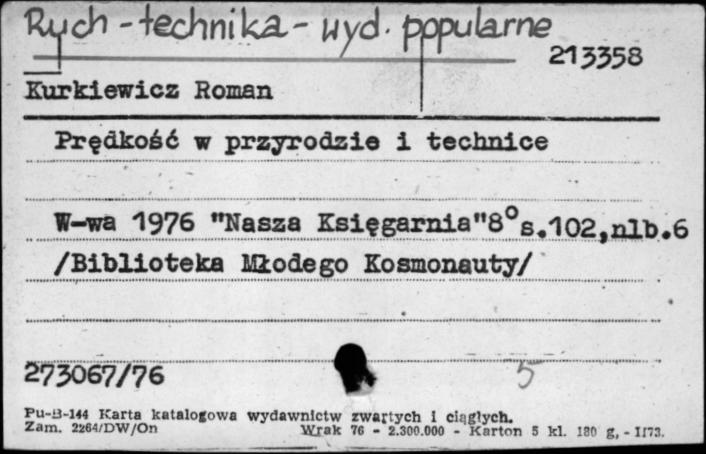 Ruch - technika - wyd. popularne
213358
Kurkiewicz Roman
Prędkość w przyrodzie i technice
W-wa 1976 "Nasza Księgarnia" 8° s.102,nlb.6
/Biblioteka Młodego Kosmonauty/
273067/76
5
Pu-B-144 Karta katalogowa wydawnictw zwartych i ciągłych.
Zam. 2264/DW/On Wrak 76 - 2.300.000 - Karton 5 kl. 180 g, - II73.